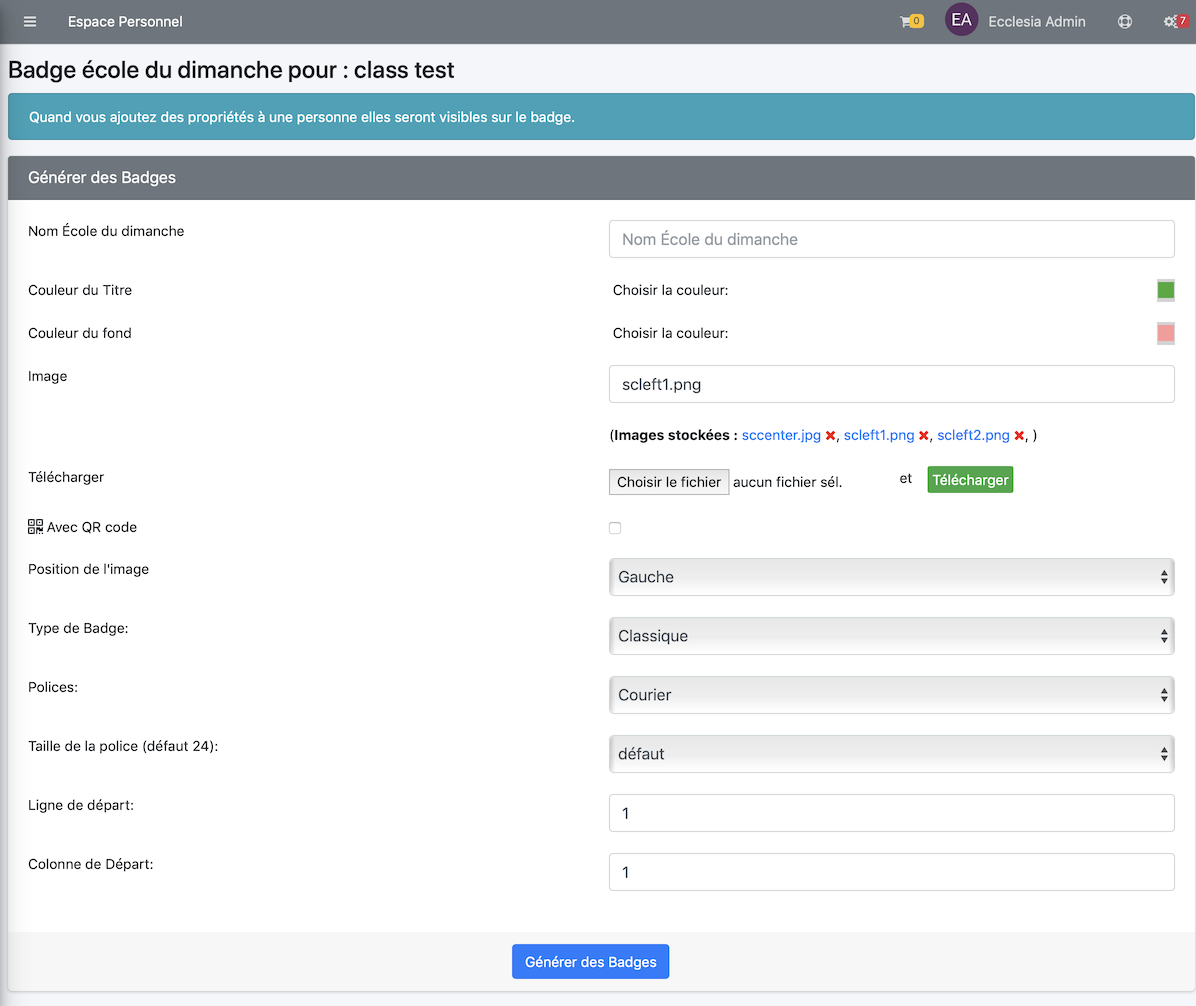 Espace Personnel 0 EA Ecclesia Admin 7
Badge école du dimanche pour : class test
Quand vous ajoutez des propriétés à une personne elles seront visibles sur le badge.
Générer des Badges
Nom École du dimanche Nom École du dimanche
Couleur du Titre Choisir la couleur:
Couleur du fond Choisir la couleur:
Image scleft1.png
(Images stockées : sccenter.jpg ✖, scleft1.png ✖, scleft2.png ✖, )
Télécharger Choisir le fichier aucun fichier sél. et Télécharger
Avec QR code
Position de l'image Gauche
Type de Badge: Classique
Polices: Courier
Taille de la police (défaut 24): défaut
Ligne de départ: 1
Colonne de Départ: 1
Générer des Badges